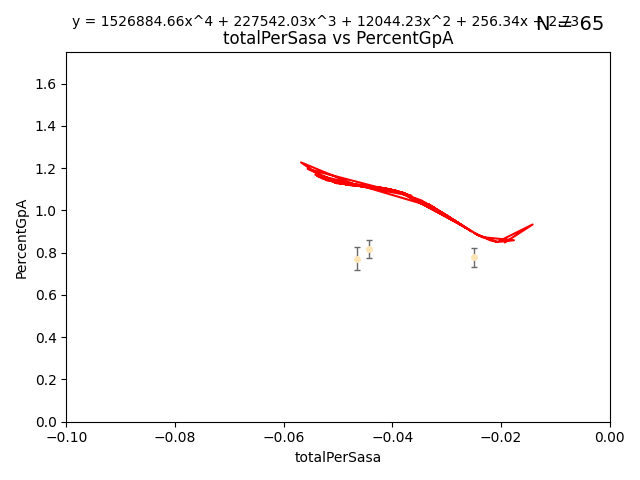 y = 1526884.66x^4 + 227542.03x^3 + 12044.23x^2 + 256.34x + 2.73
N = 65
totalPerSasa vs PercentGpA
1.6
1.4
1.2
1.0
0.8
0.6
0.4
0.2
0.0
PercentGpA
−0.10 −0.08 −0.06 −0.04 −0.02 0.00
totalPerSasa